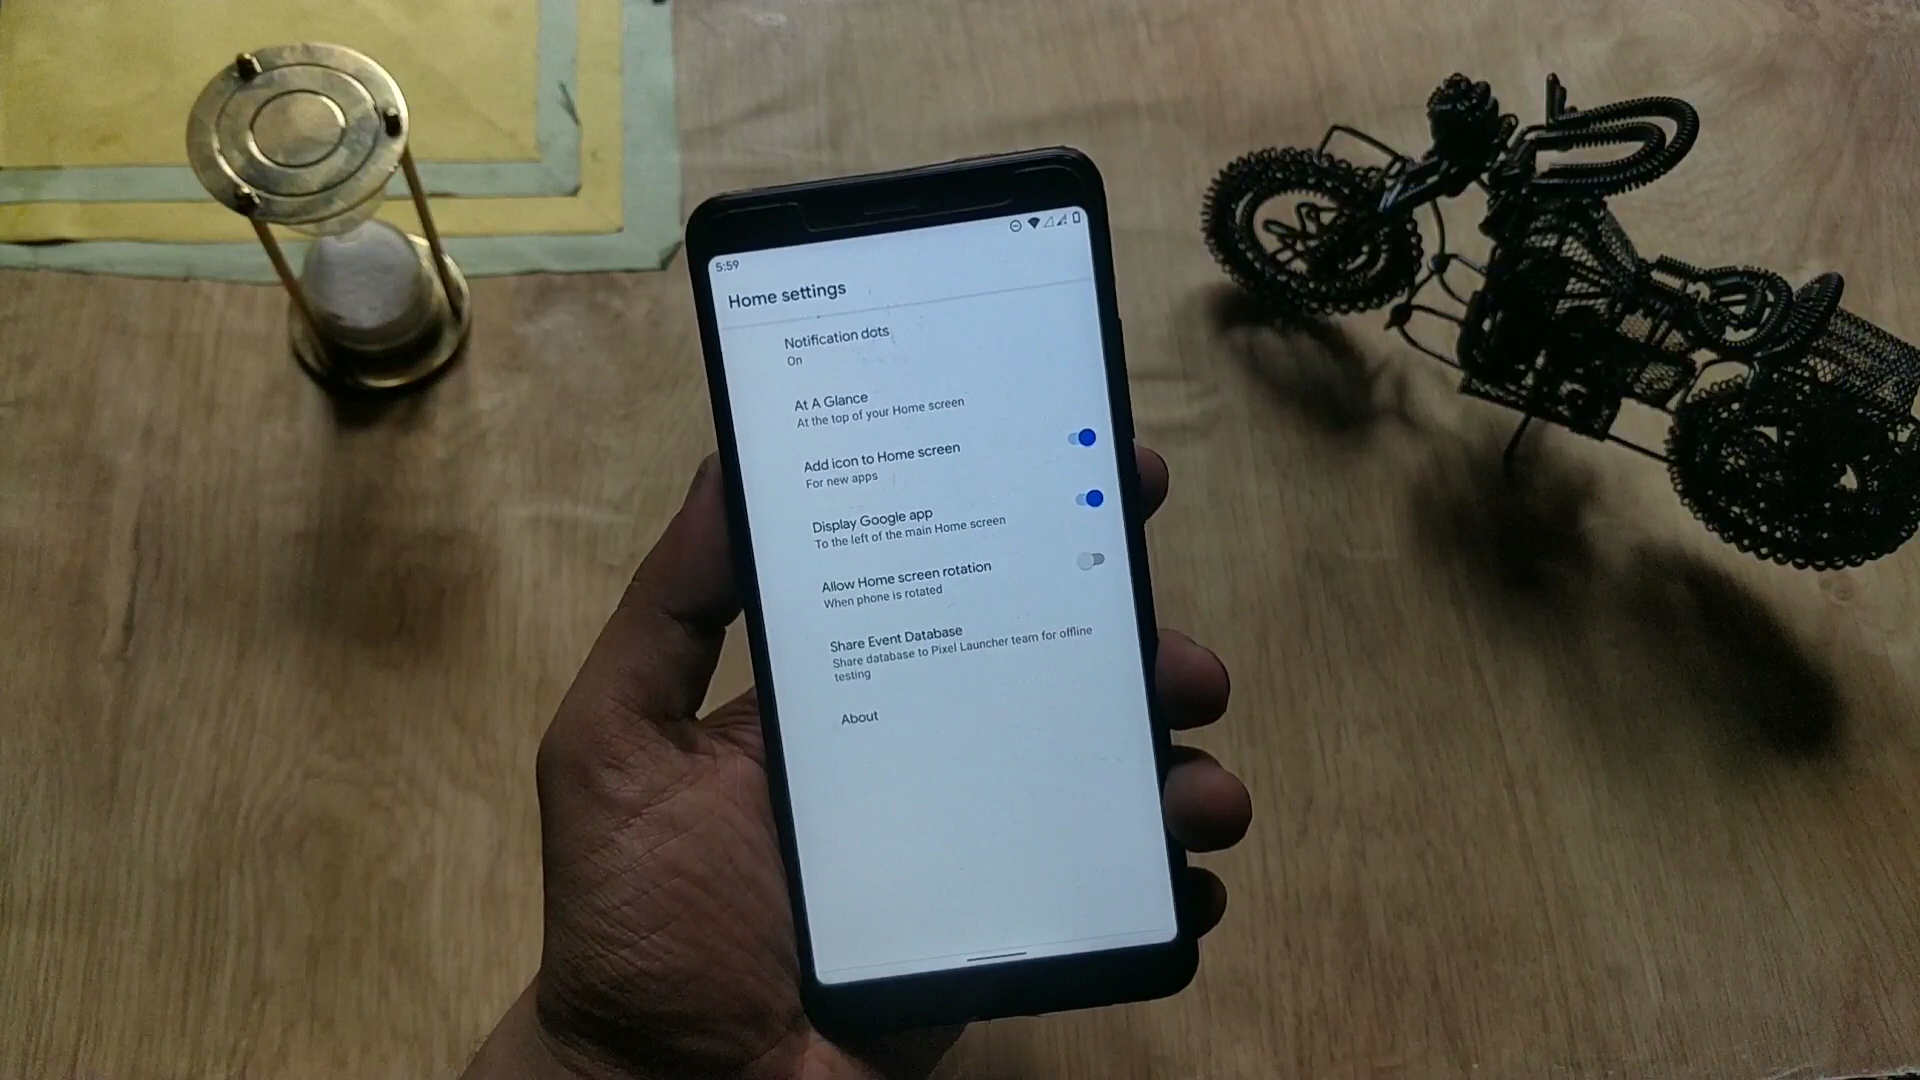 5:59
Home settings
Notification dots
On
At A Glance
At the top of your Home screen
Add icon to Home screen
For new apps
Display Google app
To the left of the main Home screen
Allow Home screen rotation
When phone is rotated
Share Event Database
Share database to Pixel Launcher team for offline
testing
About